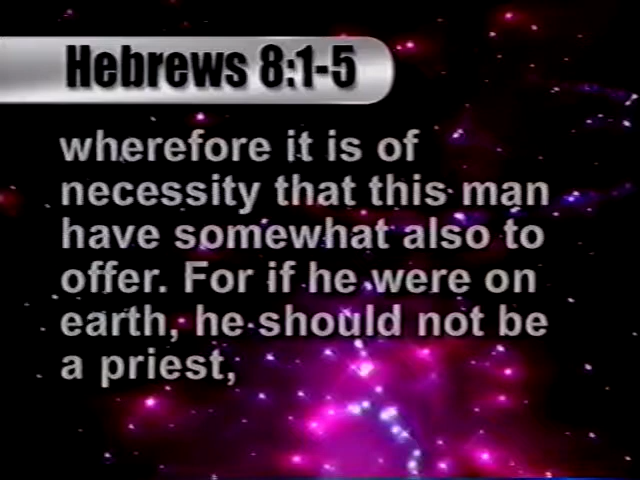 Hebrews 8:1-5
wherefore it is of
necessity that this man
have somewhat also to
offer. For if he were on
earth, he should not be
a priest,